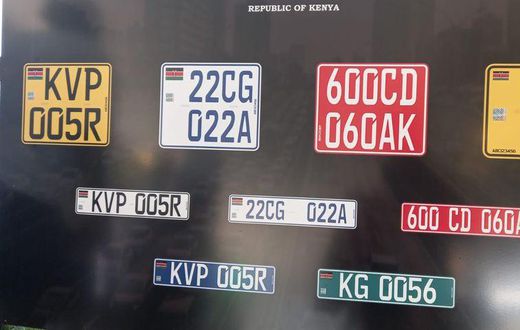 REPUBLIC OF KENYA
KVP
005R
22CG
022A
600CD
060AK
ABC123456
KVP 005R
22CG 022A
600 CD 060A
KVP 005R
KG 0056